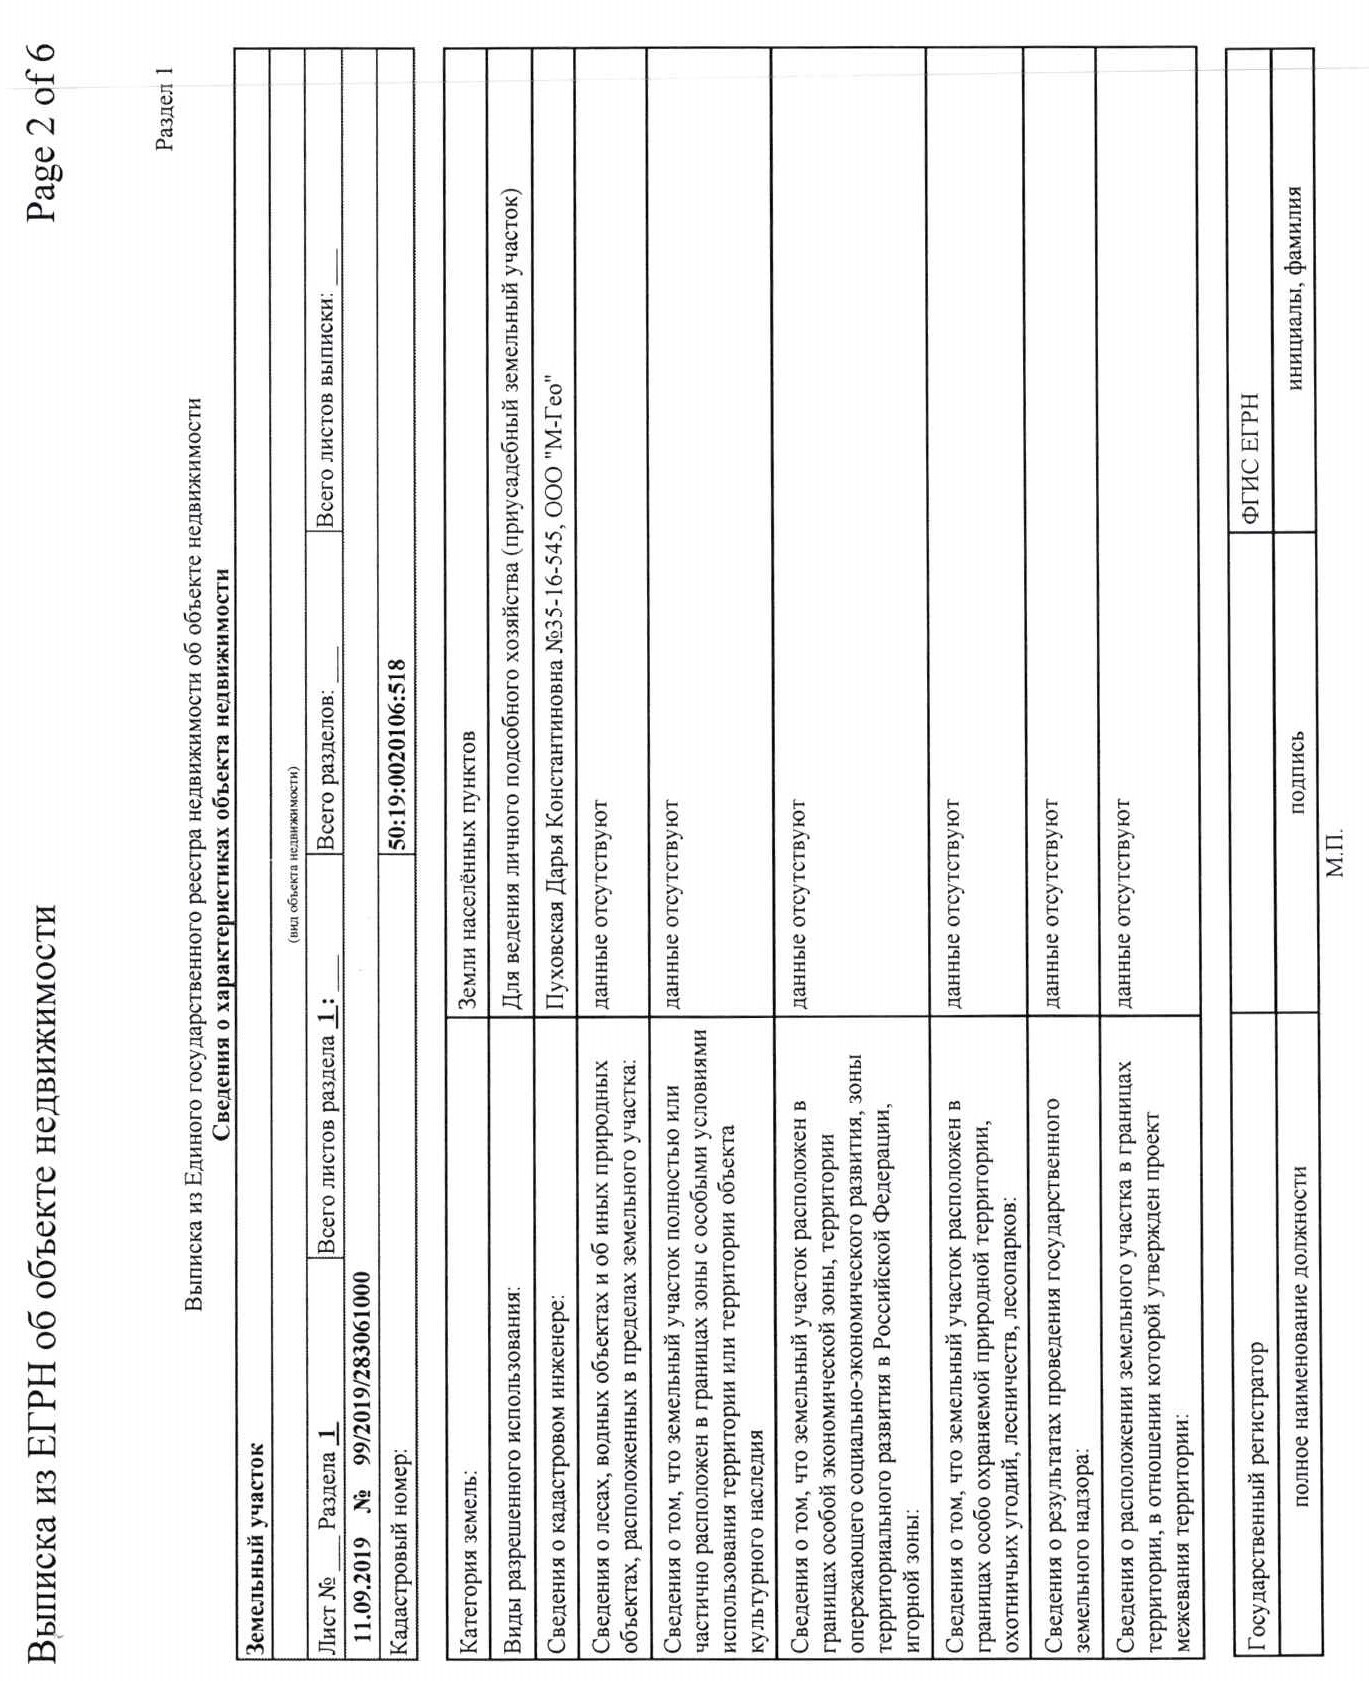 Выписка из ЕГРН об объекте недвижимости Page 2 of 6
Раздел 1
Выписка из Единого государственного реестра недвижимости об объекте недвижимости
Сведения о характеристиках объекта недвижимости
Земельный участок
(вид объекта недвижимости)
Лист № ___ Раздела 1 Всего листов раздела 1 : ___ Всего разделов: ___ Всего листов выписки: ___
11.09.2019 № 99/2019/283061000
Кадастровый номер: 50:19:0020106:518
Категория земель: Земли населённых пунктов
Виды разрешенного использования: Для ведения личного подсобного хозяйства (приусадебный земельный участок)
Сведения о кадастровом инженере: Пуховская Дарья Константиновна №35-16-545, ООО "М-Гео"
Сведения о лесах, водных объектах и об иных природных
объектах, расположенных в пределах земельного участка:
данные отсутствуют
Сведения о том, что земельный участок полностью или
частично расположен в границах зоны с особыми условиями
использования территории или территории объекта
культурного наследия
данные отсутствуют
Сведения о том, что земельный участок расположен в
границах особой экономической зоны, территории
опережающего социально-экономического развития, зоны
территориального развития в Российской Федерации,
игорной зоны:
данные отсутствуют
Сведения о том, что земельный участок расположен в
границах особо охраняемой природной территории,
охотничьих угодий, лесничеств, лесопарков:
данные отсутствуют
Сведения о результатах проведения государственного
земельного надзора:
данные отсутствуют
Сведения о расположении земельного участка в границах
территории, в отношении которой утвержден проект
межевания территории:
данные отсутствуют
Государственный регистратор ФГИС ЕГРН
полное наименование должности подпись инициалы, фамилия
М.П.